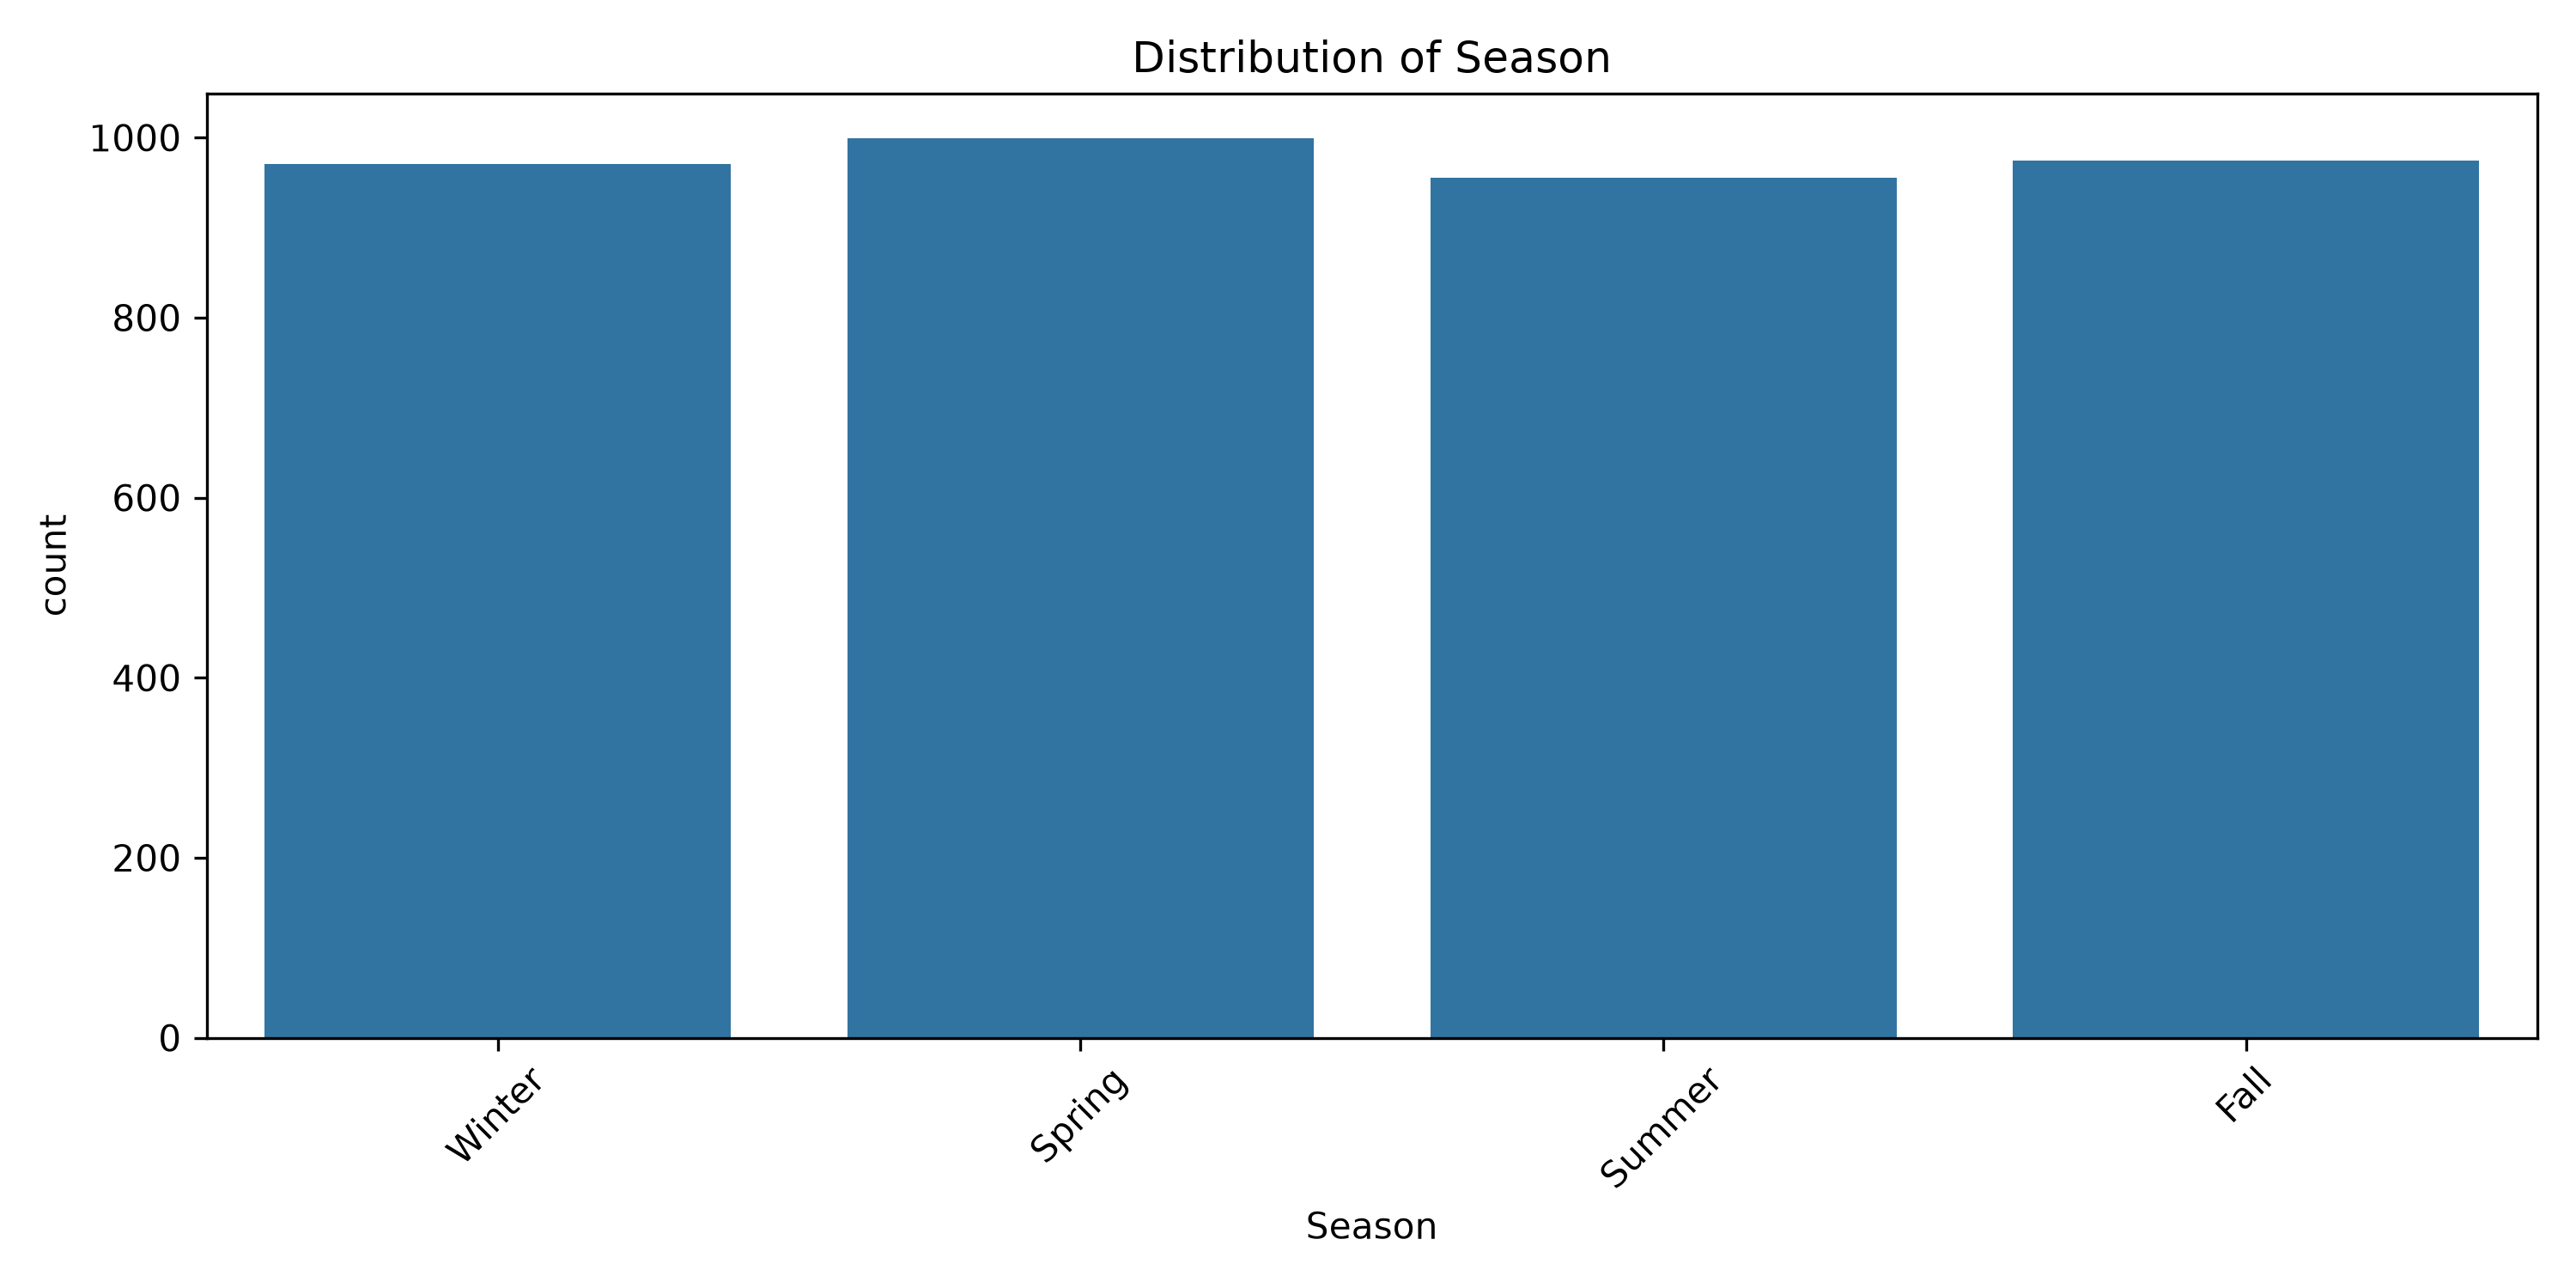 Distribution of Season
count
1000
800
600
400
200
0
Winter
Spring
Summer
Fall
Season